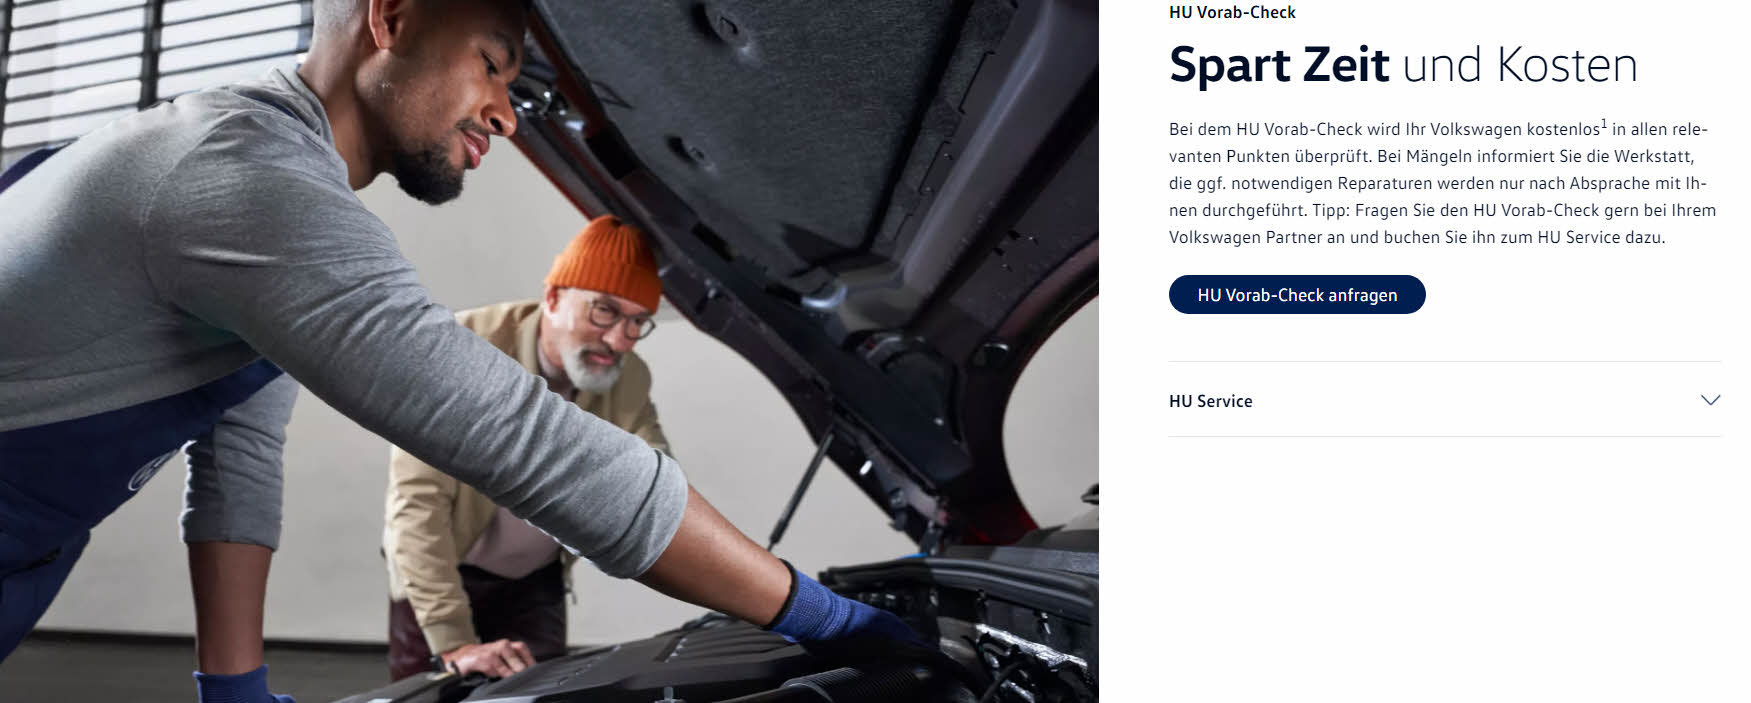 HU Vorab-Check
Spart Zeit und Kosten
Bei dem HU Vorab-Check wird Ihr Volkswagen kostenlos¹ in allen rele-
vanten Punkten überprüft. Bei Mängeln informiert Sie die Werkstatt,
die ggf. notwendigen Reparaturen werden nur nach Absprache mit Ih-
nen durchgeführt. Tipp: Fragen Sie den HU Vorab-Check gern bei Ihrem
Volkswagen Partner an und buchen Sie ihn zum HU Service dazu.
HU Vorab-Check anfragen
HU Service